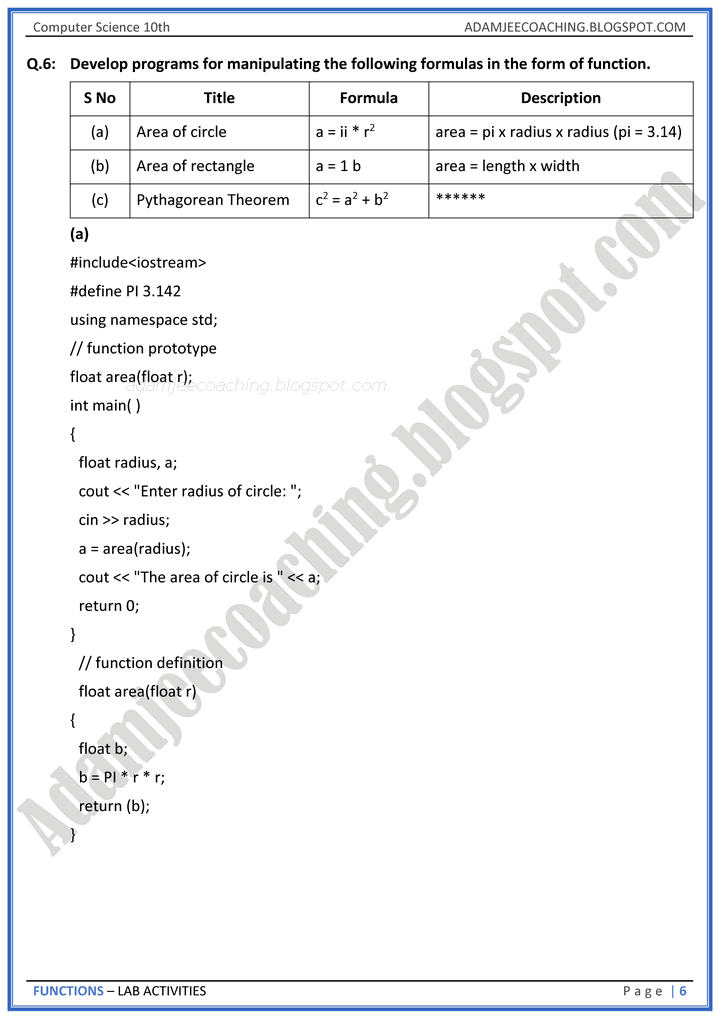 Computer Science 10th ADAMJEECOACHING.BLOGSPOT.COM
Q.6: Develop programs for manipulating the following formulas in the form of function.
S No Title Formula Description
(a) Area of circle a = ii * r² area = pi x radius x radius (pi = 3.14)
(b) Area of rectangle a = 1 b area = length x width
(c) Pythagorean Theorem c² = a² + b² ******
(a)
#include<iostream>
#define PI 3.142
using namespace std;
// function prototype
float area(float r);
adamjeecoaching.blogspot.com
int main( )
{
float radius, a;
cout << "Enter radius of circle: ";
cin >> radius;
a = area(radius);
cout << "The area of circle is " << a;
return 0;
}
// function definition
float area(float r)
{
float b;
b = PI * r * r;
return (b);
}
Adamjeecoaching.blogspot.com
FUNCTIONS – LAB ACTIVITIES Page | 6